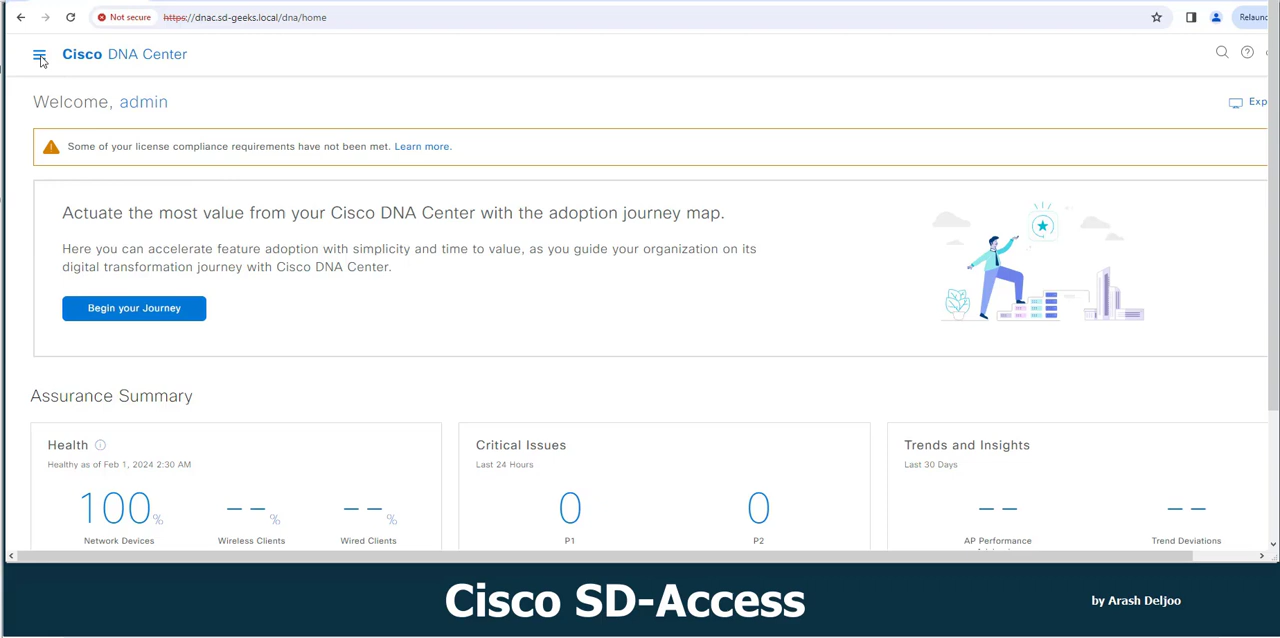 Not secure https://dnac.sd-geeks.local/dna/home
Cisco DNA Center
Welcome, admin
Some of your license compliance requirements have not been met. Learn more.
Actuate the most value from your Cisco DNA Center with the adoption journey map.
Here you can accelerate feature adoption with simplicity and time to value, as you guide your organization on its
digital transformation journey with Cisco DNA Center.
Begin your Journey
Assurance Summary
Health
Healthy as of Feb 1, 2024 2:30 AM
100% --% --%
Network Devices Wireless Clients Wired Clients
Critical Issues
Last 24 Hours
0 0
P1 P2
Trends and Insights
Last 30 Days
-- --
AP Performance Trend Deviations
Cisco SD-Access
by Arash Deljoo